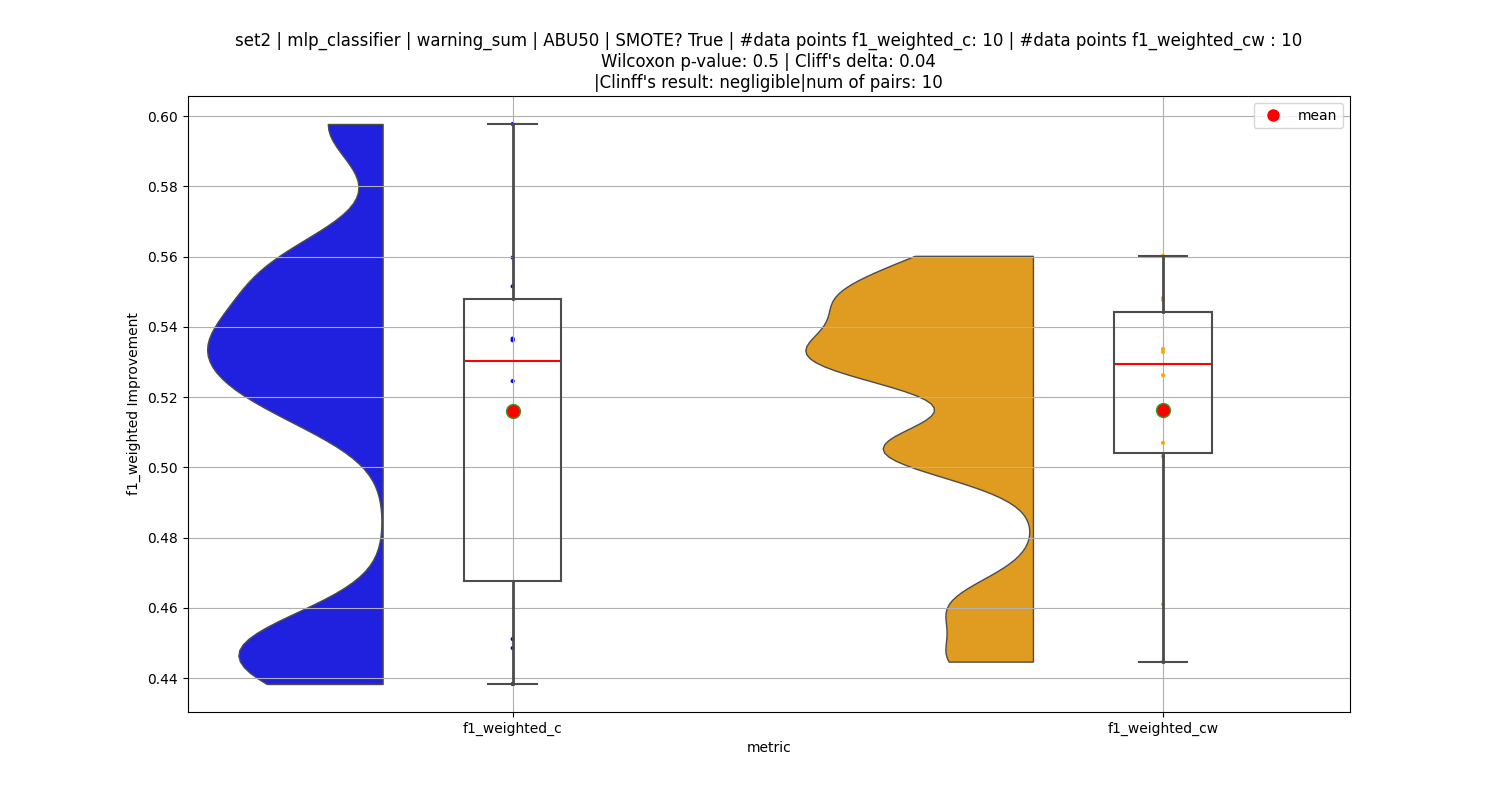 set2 | mlp_classifier | warning_sum | ABU50 | SMOTE? True | #data points f1_weighted_c: 10 | #data points f1_weighted_cw : 10
Wilcoxon p-value: 0.5 | Cliff's delta: 0.04
|Clinff's result: negligible|num of pairs: 10
mean
0.60
0.58
0.56
0.54
0.52
0.50
0.48
0.46
0.44
f1_weighted Improvement
f1_weighted_c
f1_weighted_cw
metric